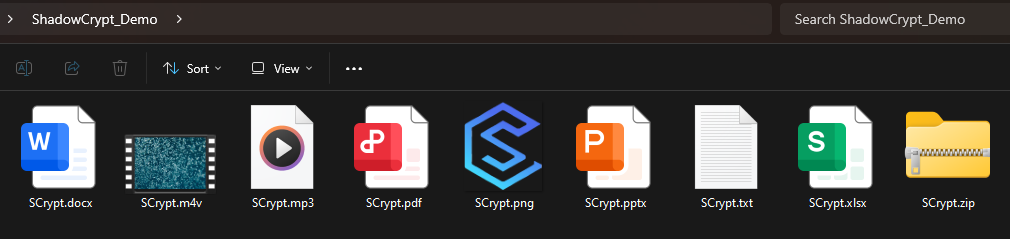 ShadowCrypt_Demo
Search ShadowCrypt_Demo
Sort
View
W
P
P
S
SCrypt.docx
SCrypt.m4v
SCrypt.mp3
SCrypt.pdf
SCrypt.png
SCrypt.pptx
SCrypt.txt
SCrypt.xlsx
SCrypt.zip